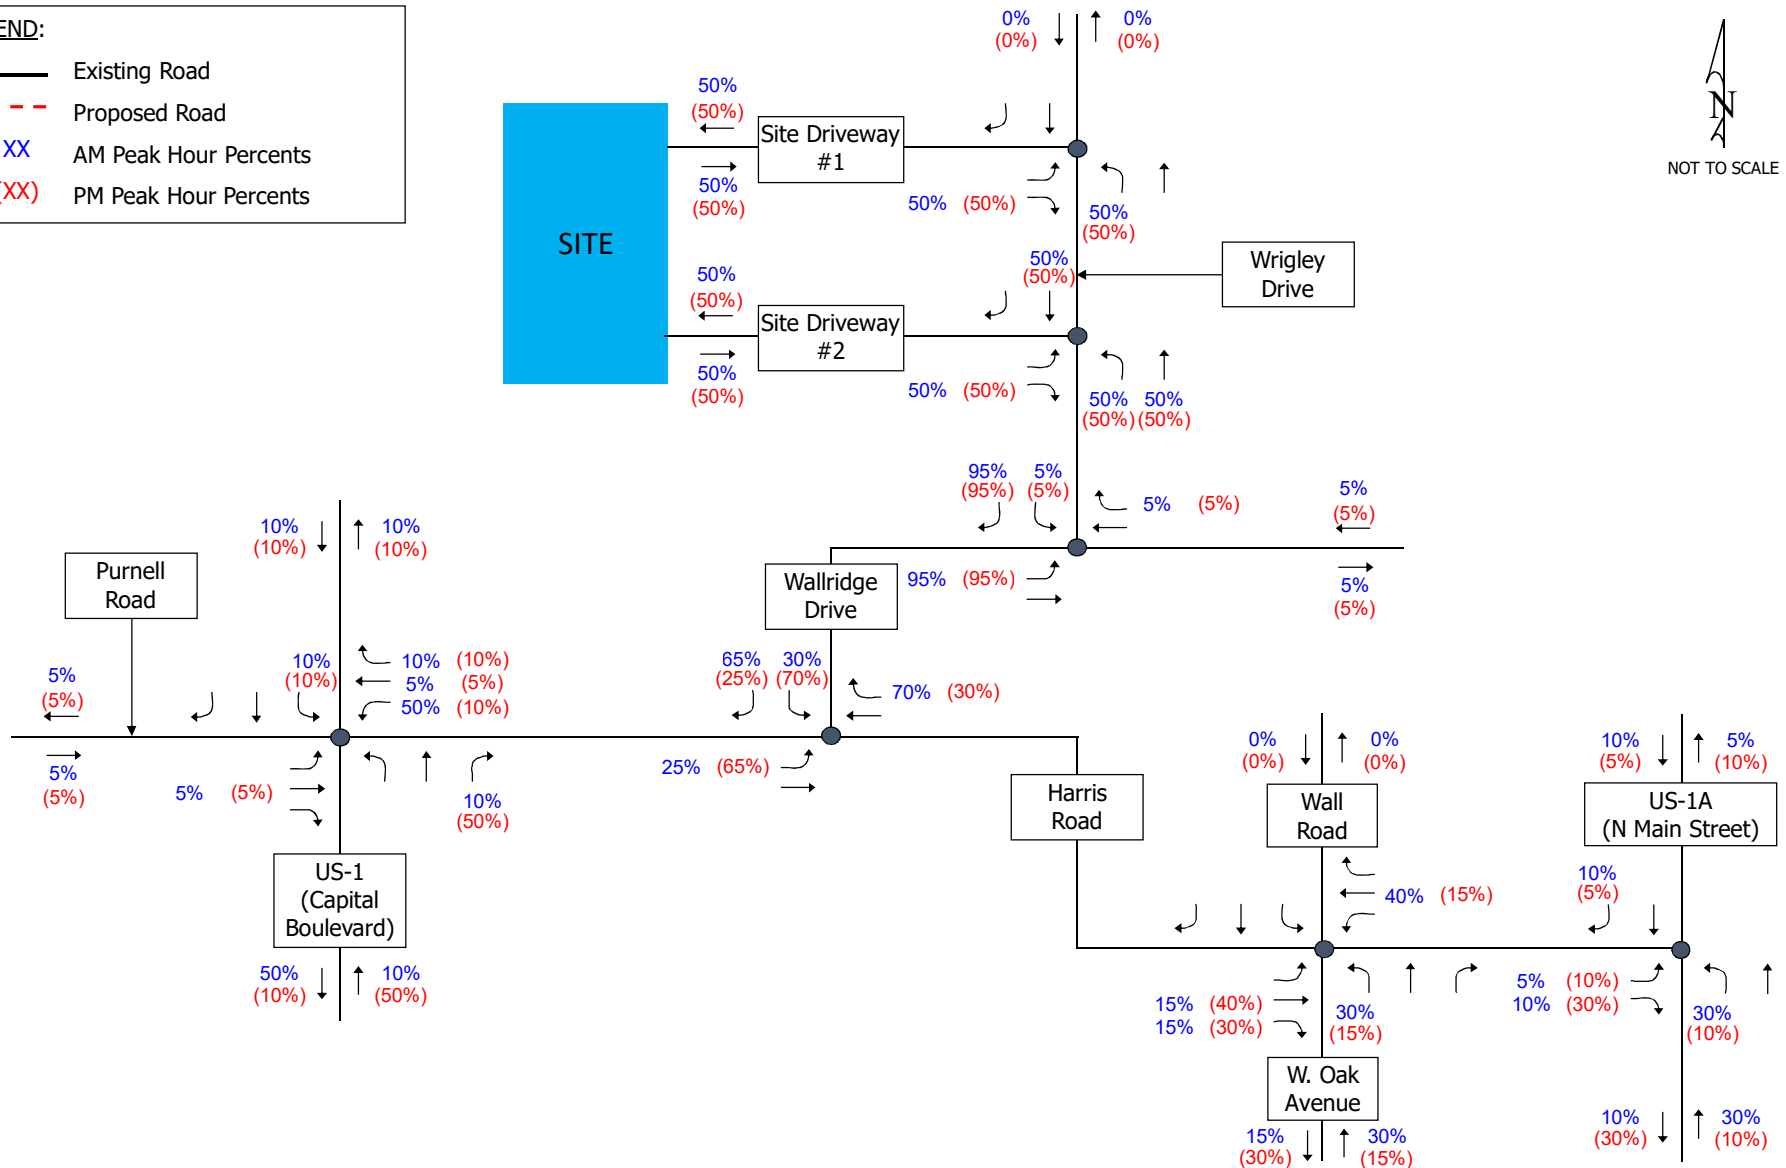 END:
Existing Road
Proposed Road
XX AM Peak Hour Percents
(XX) PM Peak Hour Percents
0% 0%
(0%) (0%)
N
NOT TO SCALE
50%
(50%)
Site Driveway
#1
50%
(50%)
50% (50%)
50%
(50%)
SITE
50%
(50%)
Wrigley
Drive
50%
(50%)
Site Driveway
#2
50%
(50%)
50% (50%)
50% 50%
(50%) (50%)
95% 5%
(95%) (5%)
5% (5%)
5%
(5%)
10% 10%
(10%) (10%)
Purnell
Road
Wallridge
Drive
95% (95%)
5%
(5%)
5%
(5%)
10%
(10%)
10% (10%)
5% (5%)
50% (10%)
65% 30%
(25%) (70%)
70% (30%)
5%
(5%)
5% (5%)
10%
(50%)
25% (65%)
0% 0%
(0%) (0%)
10% 5%
(5%) (10%)
Harris
Road
Wall
Road
US-1A
(N Main Street)
US-1
(Capital
Boulevard)
40% (15%)
10%
(5%)
50% 10%
(10%) (50%)
15% (40%)
15% (30%)
30%
(15%)
5% (10%)
10% (30%)
30%
(10%)
W. Oak
Avenue
15% 30%
(30%) (15%)
10% 30%
(30%) (10%)